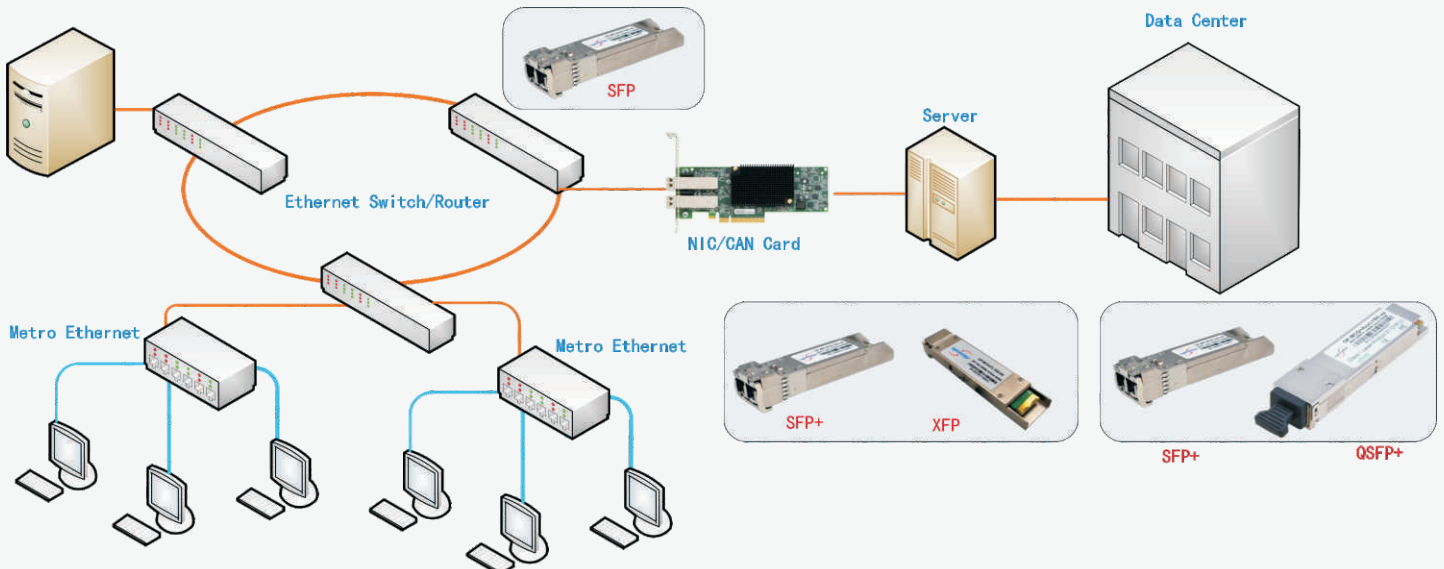 Data Center
SFP
Server
Ethernet Switch/Router
NIC/CAN Card
Metro Ethernet
Metro Ethernet
SFP+
XFP
SFP+
QSFP+